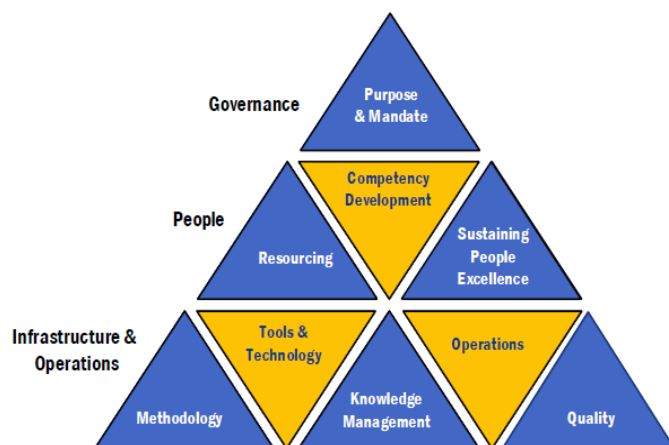 Governance
Purpose
& Mandate
People
Resourcing
Competency
Development
Sustaining
People
Excellence
Infrastructure &
Operations
Methodology
Tools &
Technology
Knowledge
Management
Operations
Quality